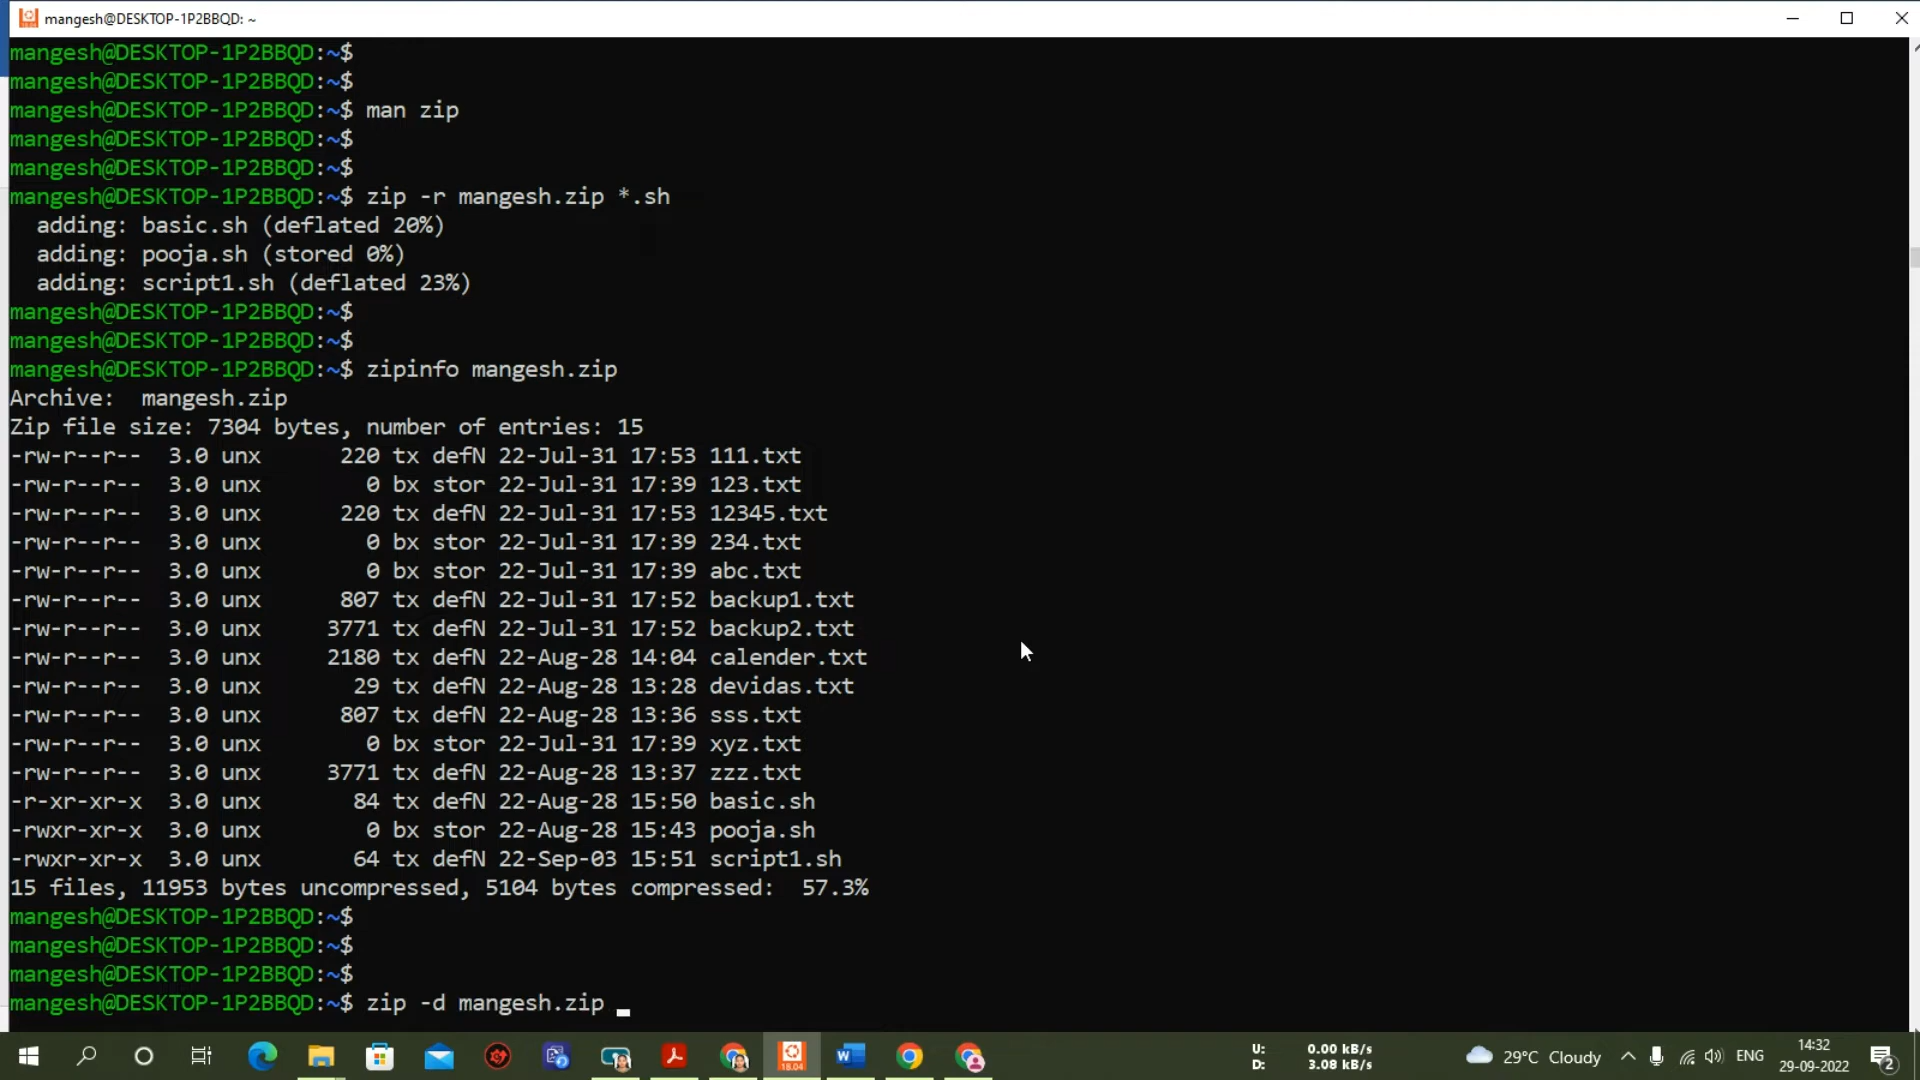 mangesh@DESKTOP-1P2BBQD: ~
mangesh@DESKTOP-1P2BBQD:~$
mangesh@DESKTOP-1P2BBQD:~$
mangesh@DESKTOP-1P2BBQD:~$ man zip
mangesh@DESKTOP-1P2BBQD:~$
mangesh@DESKTOP-1P2BBQD:~$
mangesh@DESKTOP-1P2BBQD:~$ zip -r mangesh.zip *.sh
  adding: basic.sh (deflated 20%)
  adding: pooja.sh (stored 0%)
  adding: script1.sh (deflated 23%)
mangesh@DESKTOP-1P2BBQD:~$
mangesh@DESKTOP-1P2BBQD:~$
mangesh@DESKTOP-1P2BBQD:~$ zipinfo mangesh.zip
Archive:  mangesh.zip
Zip file size: 7304 bytes, number of entries: 15
-rw-r--r--  3.0 unx      220 tx defN 22-Jul-31 17:53 111.txt
-rw-r--r--  3.0 unx        0 bx stor 22-Jul-31 17:39 123.txt
-rw-r--r--  3.0 unx      220 tx defN 22-Jul-31 17:53 12345.txt
-rw-r--r--  3.0 unx        0 bx stor 22-Jul-31 17:39 234.txt
-rw-r--r--  3.0 unx        0 bx stor 22-Jul-31 17:39 abc.txt
-rw-r--r--  3.0 unx      807 tx defN 22-Jul-31 17:52 backup1.txt
-rw-r--r--  3.0 unx     3771 tx defN 22-Jul-31 17:52 backup2.txt
-rw-r--r--  3.0 unx     2180 tx defN 22-Aug-28 14:04 calender.txt
-rw-r--r--  3.0 unx       29 tx defN 22-Aug-28 13:28 devidas.txt
-rw-r--r--  3.0 unx      807 tx defN 22-Aug-28 13:36 sss.txt
-rw-r--r--  3.0 unx        0 bx stor 22-Jul-31 17:39 xyz.txt
-rw-r--r--  3.0 unx     3771 tx defN 22-Aug-28 13:37 zzz.txt
-r-xr-xr-x  3.0 unx       84 tx defN 22-Aug-28 15:50 basic.sh
-rwxr-xr-x  3.0 unx        0 bx stor 22-Aug-28 15:43 pooja.sh
-rwxr-xr-x  3.0 unx       64 tx defN 22-Sep-03 15:51 script1.sh
15 files, 11953 bytes uncompressed, 5104 bytes compressed:  57.3%
mangesh@DESKTOP-1P2BBQD:~$
mangesh@DESKTOP-1P2BBQD:~$
mangesh@DESKTOP-1P2BBQD:~$
mangesh@DESKTOP-1P2BBQD:~$ zip -d mangesh.zip _
18.04
U: 0.00 kB/s
D: 3.08 kB/s
29°C Cloudy
ENG
14:32
29-09-2022
2